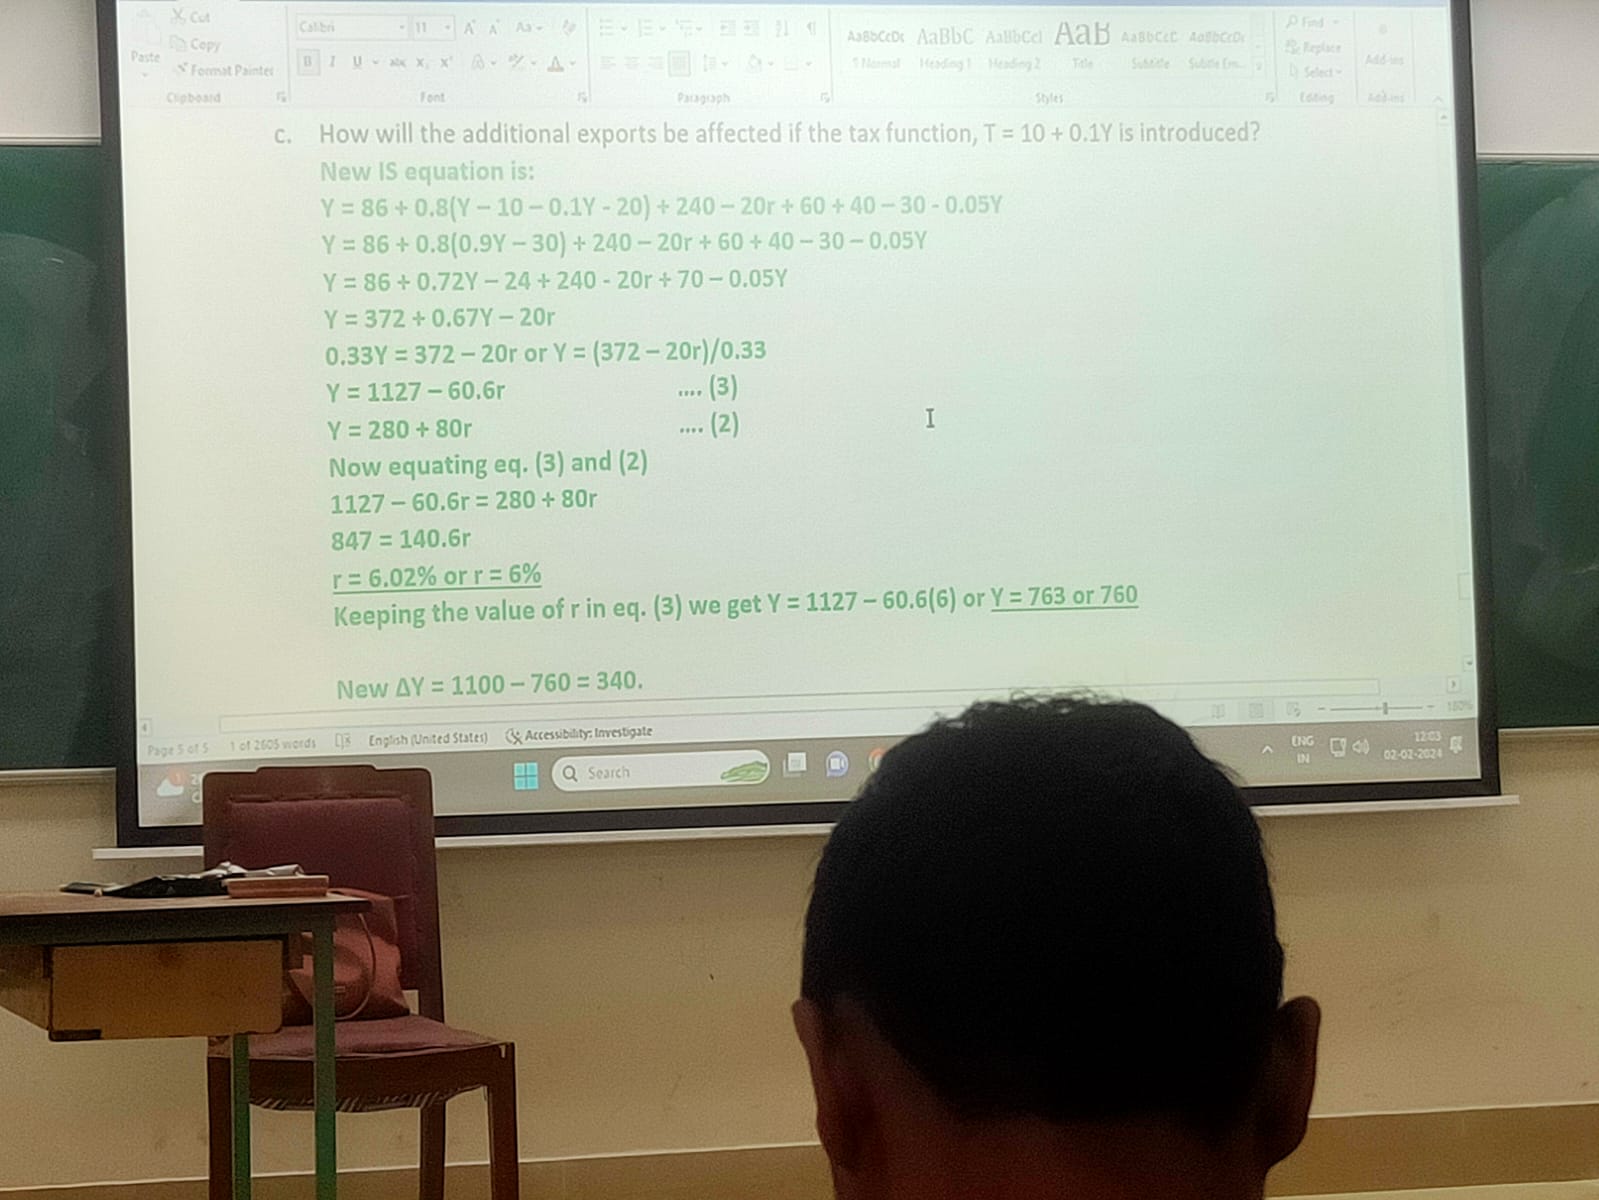 Cut
Copy
Paste
Format Painter
Clipboard
Calibri 11
Font
Paragraph
AaBbCcDc AaBbC AaBbCcI AaB AaBbCcC AaBbCcDc
¶ Normal Heading 1 Heading 2 Title Subtitle Subtle Em...
Styles
Find
Replace
Select
Editing
Add-ins
Add-ins
c. How will the additional exports be affected if the tax function, T = 10 + 0.1Y is introduced?
New IS equation is:
Y = 86 + 0.8(Y – 10 – 0.1Y - 20) + 240 – 20r + 60 + 40 – 30 - 0.05Y
Y = 86 + 0.8(0.9Y – 30) + 240 – 20r + 60 + 40 – 30 – 0.05Y
Y = 86 + 0.72Y – 24 + 240 - 20r + 70 – 0.05Y
Y = 372 + 0.67Y – 20r
0.33Y = 372 – 20r or Y = (372 – 20r)/0.33
Y = 1127 – 60.6r .... (3)
Y = 280 + 80r .... (2)
Now equating eq. (3) and (2)
1127 – 60.6r = 280 + 80r
847 = 140.6r
r = 6.02% or r = 6%
Keeping the value of r in eq. (3) we get Y = 1127 – 60.6(6) or Y = 763 or 760
New ΔY = 1100 – 760 = 340.
Page 5 of 5 1 of 2605 words English (United States) Accessibility: Investigate 180%
Search
ENG
IN
12:03
02-02-2024